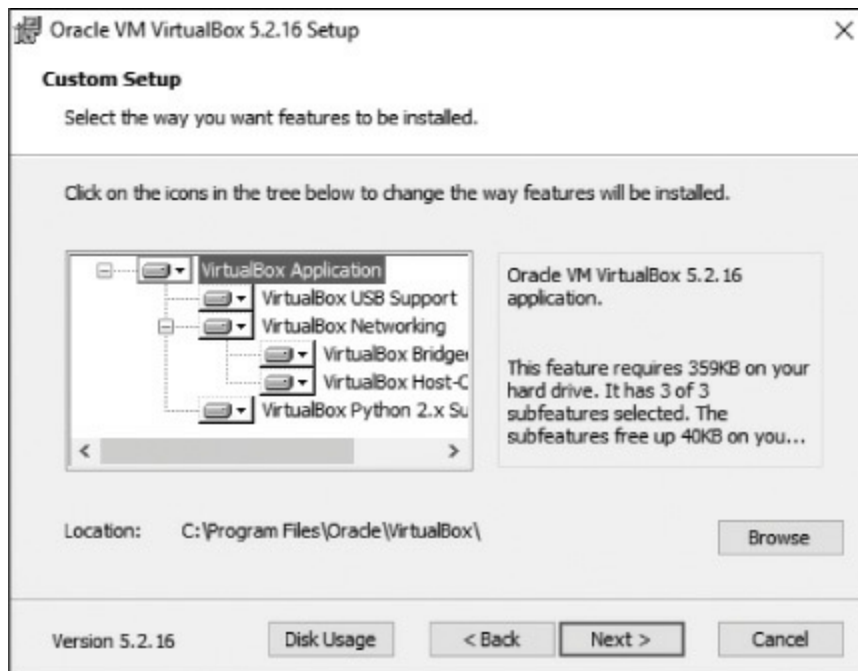 Oracle VM VirtualBox 5.2.16 Setup
Custom Setup
Select the way you want features to be installed.
Click on the icons in the tree below to change the way features will be installed.
VirtualBox Application
VirtualBox USB Support
VirtualBox Networking
VirtualBox Bridge
VirtualBox Host-C
VirtualBox Python 2.x Su
Oracle VM VirtualBox 5.2.16
application.
This feature requires 359KB on your
hard drive. It has 3 of 3
subfeatures selected. The
subfeatures free up 40KB on you...
Location: C:\Program Files\Oracle\VirtualBox\
Browse
Version 5.2.16 Disk Usage < Back Next > Cancel